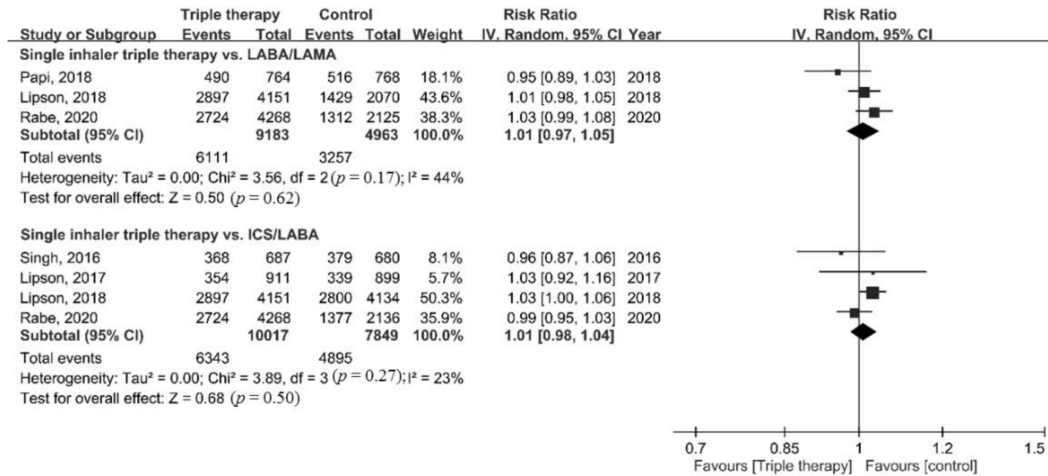 Triple therapy Control Risk Ratio Risk Ratio
Study or Subgroup Events Total Events Total Weight IV, Random, 95% CI Year IV, Random, 95% CI
Single inhaler triple therapy vs. LABA/LAMA
Papi, 2018 490 764 516 768 18.1% 0.95 [0.89, 1.03] 2018
Lipson, 2018 2897 4151 1429 2070 43.6% 1.01 [0.98, 1.05] 2018
Rabe, 2020 2724 4268 1312 2125 38.3% 1.03 [0.99, 1.08] 2020
Subtotal (95% CI) 9183 4963 100.0% 1.01 [0.97, 1.05]
Total events 6111 3257
Heterogeneity: Tau² = 0.00; Chi² = 3.56, df = 2 (p = 0.17); I² = 44%
Test for overall effect: Z = 0.50 (p = 0.62)
Single inhaler triple therapy vs. ICS/LABA
Singh, 2016 368 687 379 680 8.1% 0.96 [0.87, 1.06] 2016
Lipson, 2017 354 911 339 899 5.7% 1.03 [0.92, 1.16] 2017
Lipson, 2018 2897 4151 2800 4134 50.3% 1.03 [1.00, 1.06] 2018
Rabe, 2020 2724 4268 1377 2136 35.9% 0.99 [0.95, 1.03] 2020
Subtotal (95% CI) 10017 7849 100.0% 1.01 [0.98, 1.04]
Total events 6343 4895
Heterogeneity: Tau² = 0.00; Chi² = 3.89, df = 3 (p = 0.27); I² = 23%
Test for overall effect: Z = 0.68 (p = 0.50)
0.7 0.85 1 1.2 1.5
Favours [Triple therapy] Favours [control]